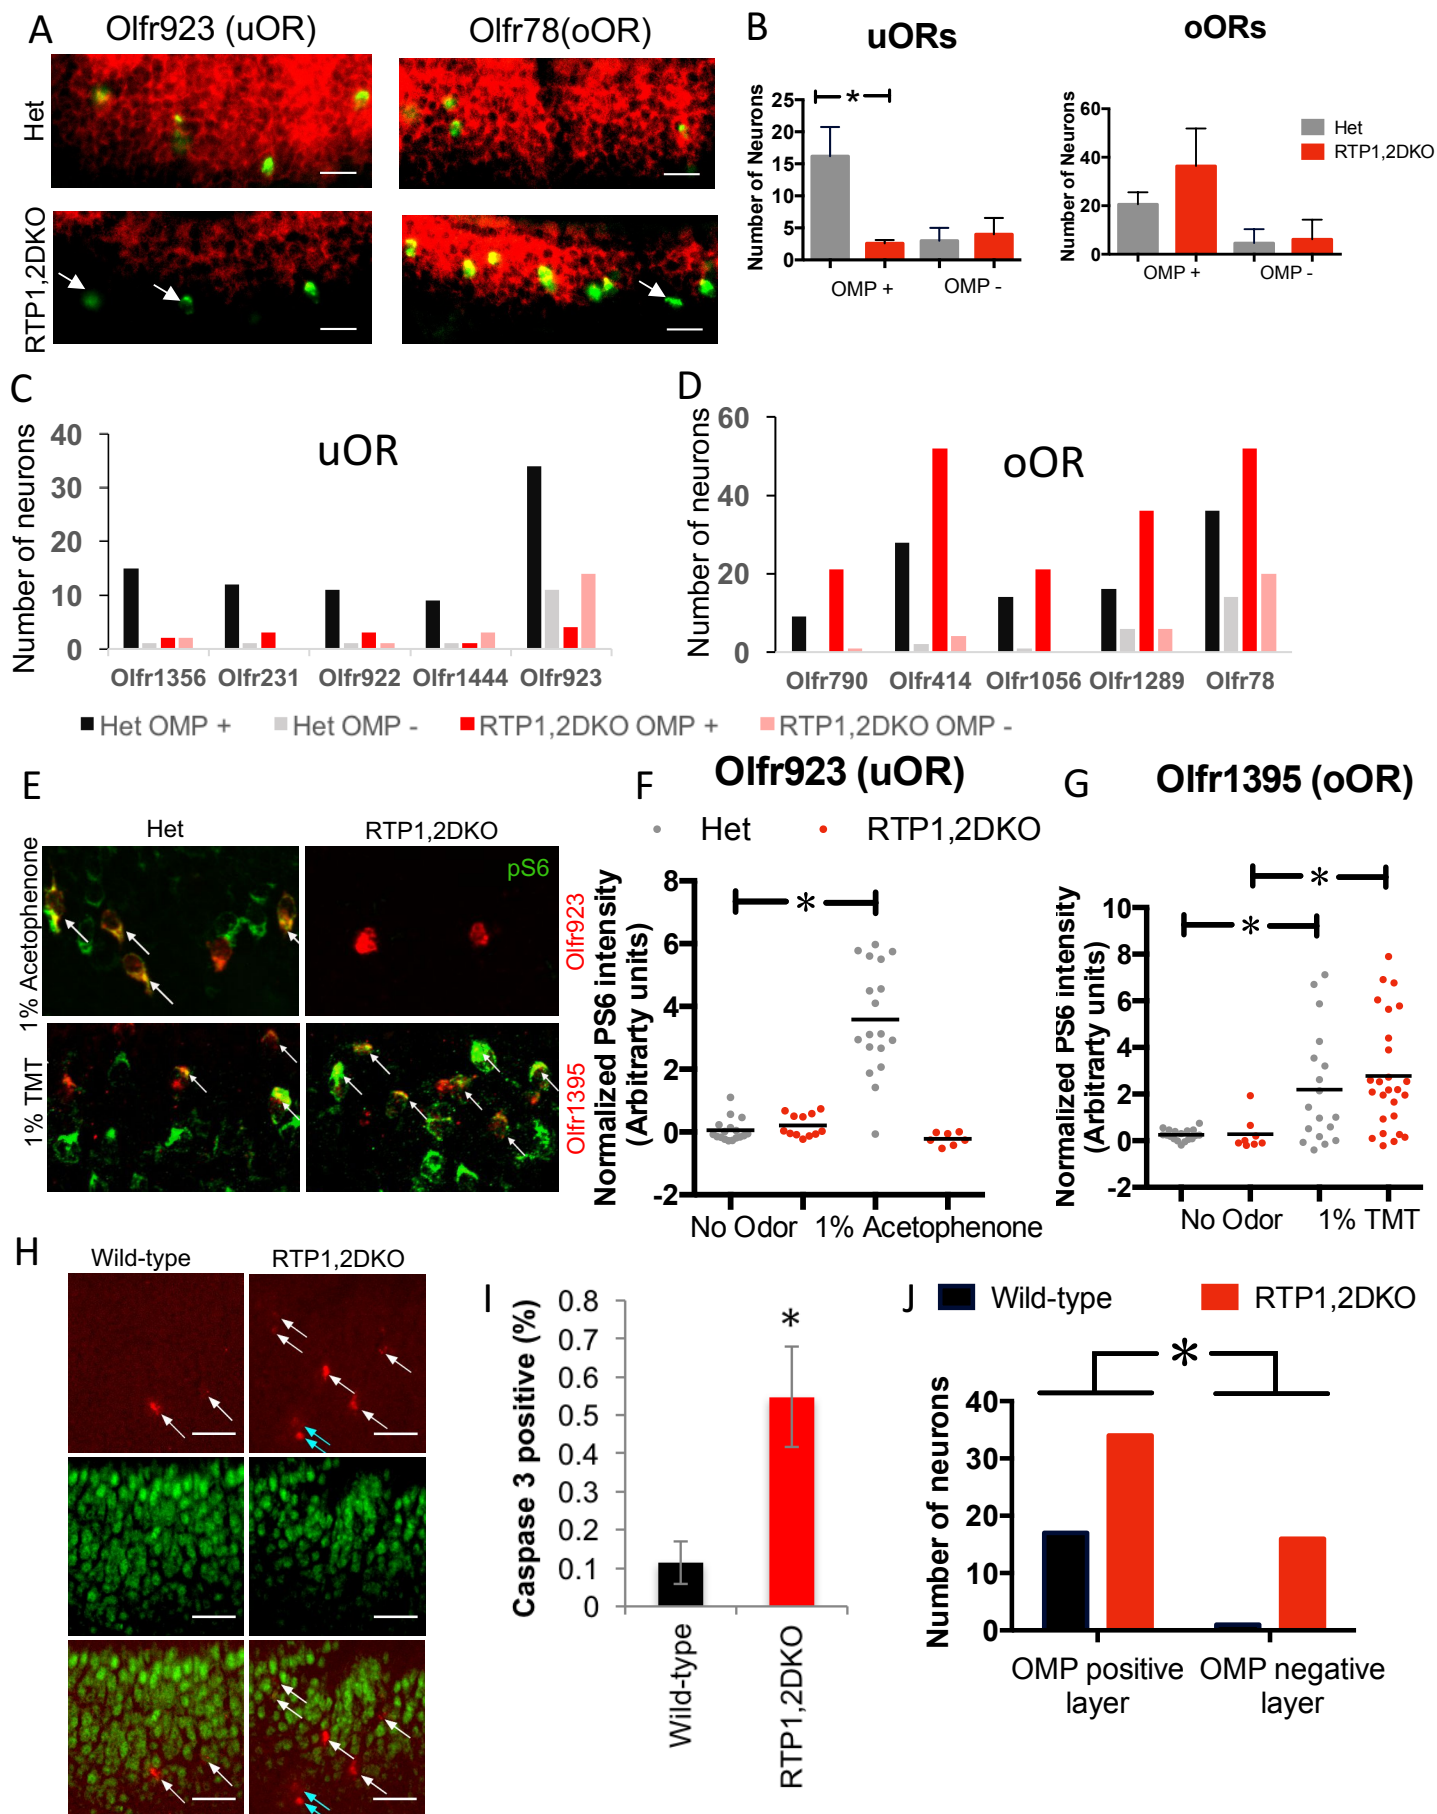 A
Olfr923 (uOR)
Olfr78(oOR)
Het
RTP1,2DKO
B
uORs
oORs
Number of Neurons
25
20
15
10
5
0
*
OMP +
OMP -
Number of Neurons
60
40
20
0
OMP +
OMP -
Het
RTP1,2DKO
C
uOR
Number of neurons
40
30
20
10
0
Olfr1356 Olfr231 Olfr922 Olfr1444 Olfr923
D
oOR
Number of neurons
60
40
20
0
Olfr790 Olfr414 Olfr1056 Olfr1289 Olfr78
Het OMP + Het OMP - RTP1,2DKO OMP + RTP1,2DKO OMP -
E
Het
RTP1,2DKO
1% Acetophenone
1% TMT
pS6
Olfr923
Olfr1395
F
Olfr923 (uOR)
Het RTP1,2DKO
Normalized PS6 intensity
(Arbitrarty units)
8
6
4
2
0
-2
*
No Odor 1% Acetophenone
G
Olfr1395 (oOR)
Normalized PS6 intensity
(Arbitrarty units)
10
8
6
4
2
0
-2
*
*
No Odor 1% TMT
H
Wild-type
RTP1,2DKO
I
Caspase 3 positive (%)
0.8
0.7
0.6
0.5
0.4
0.3
0.2
0.1
0
*
Wild-type
RTP1,2DKO
J
Wild-type RTP1,2DKO
*
Number of neurons
40
30
20
10
0
OMP positive
layer
OMP negative
layer